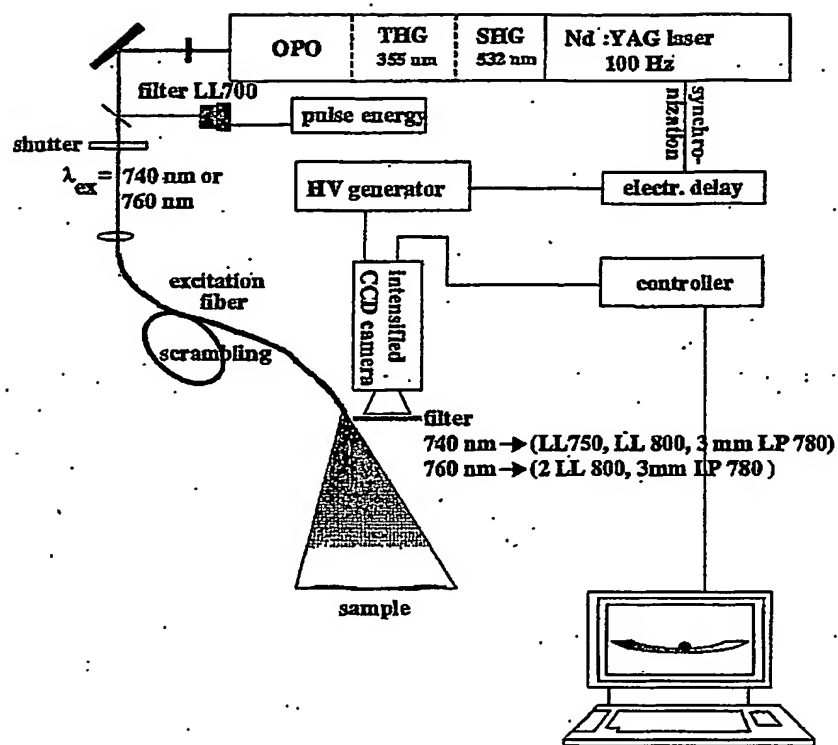 OPO
THG
355 nm
SHG
532 nm
Nd :YAG laser
100 Hz
filter LL700
pulse energy
synchro-
nization
shutter
λex = 740 nm or
760 nm
HV generator
electr. delay
excitation
fiber
scrambling
intensified
CCD camera
controller
filter
740 nm → (LL750, LL 800, 3 mm LP 780)
760 nm → (2 LL 800, 3mm LP 780 )
sample